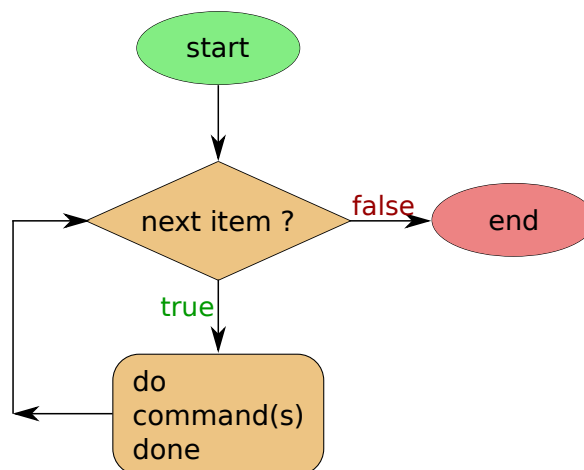 start
next item ?
false
end
true
do
command(s)
done